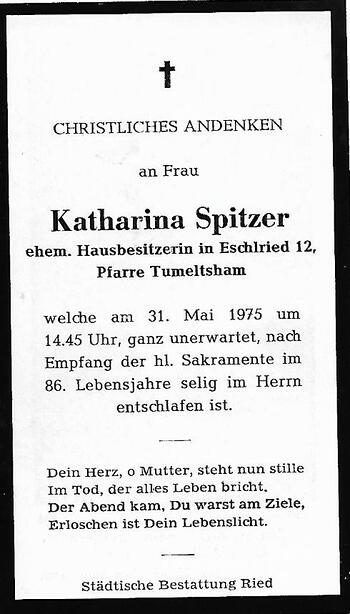 CHRISTLICHES ANDENKEN
an Frau
Katharina Spitzer
ehem. Hausbesitzerin in Eschlried 12,
Pfarre Tumeltsham
welche am 31. Mai 1975 um
14.45 Uhr, ganz unerwartet, nach
Empfang der hl. Sakramente im
86. Lebensjahre selig im Herrn
entschlafen ist.
Dein Herz, o Mutter, steht nun stille
Im Tod, der alles Leben bricht.
Der Abend kam, Du warst am Ziele,
Erloschen ist Dein Lebenslicht.
Städtische Bestattung Ried